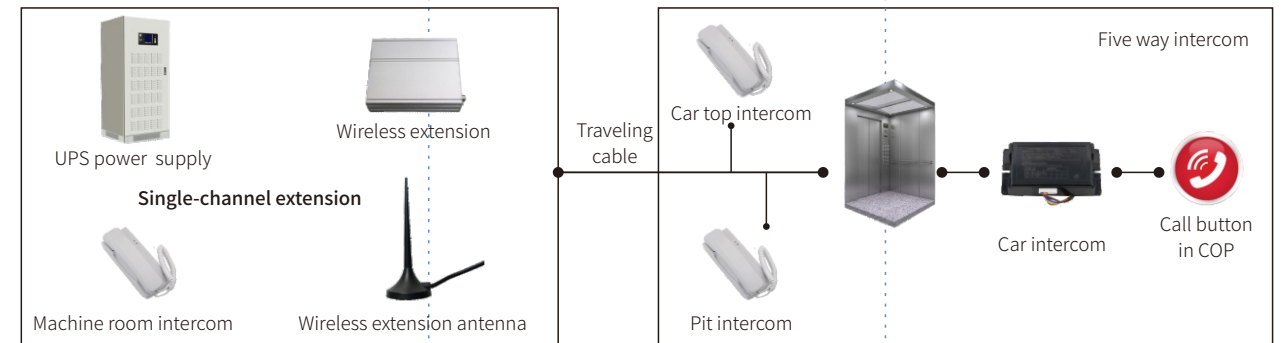 UPS power supply
Wireless extension
Single-channel extension
Machine room intercom
Wireless extension antenna
Traveling
cable
Five way intercom
Car top intercom
Pit intercom
Car intercom
Call button
in COP